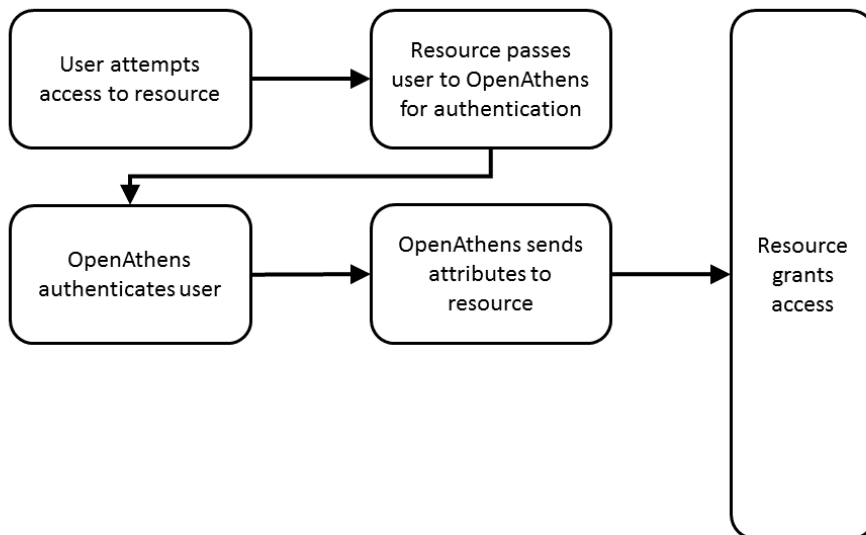 User attempts
access to resource
Resource passes
user to OpenAthens
for authentication
OpenAthens
authenticates user
OpenAthens sends
attributes to
resource
Resource
grants
access